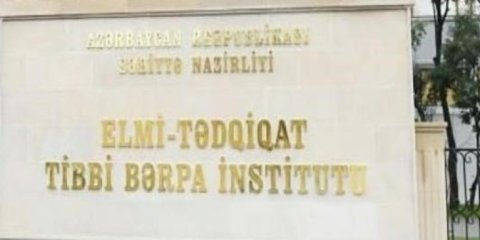 AZƏRBAYCAN RESPUBLİKASI
SƏHİYYƏ NAZİRLİYİ
ELMİ-TƏDQİQAT
TİBBİ BƏRPA İNSTİTUTU